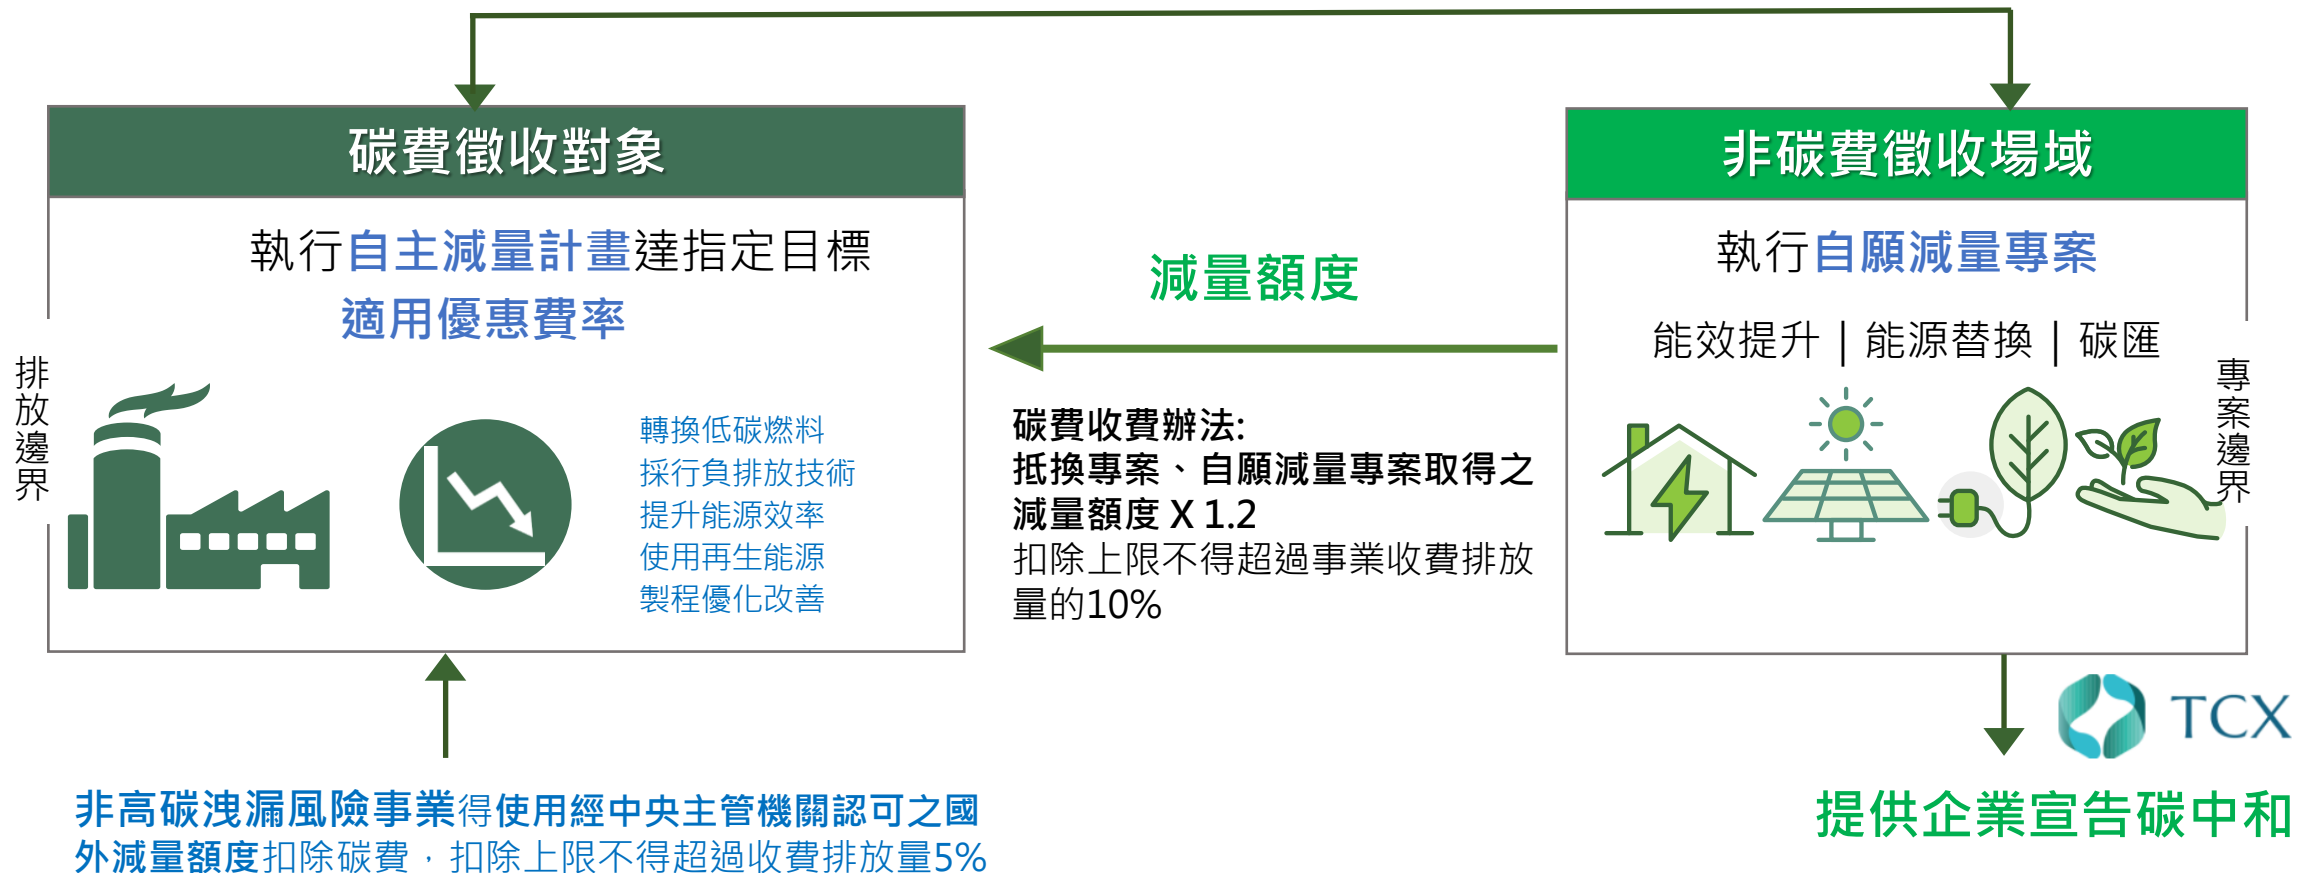 碳費徵收對象
執行自主減量計畫達指定目標
適用優惠費率
排放邊界
轉換低碳燃料
採行負排放技術
提升能源效率
使用再生能源
製程優化改善
減量額度
碳費收費辦法:
抵換專案、自願減量專案取得之
減量額度 X 1.2
扣除上限不得超過事業收費排放
量的10%
非碳費徵收場域
執行自願減量專案
能效提升 | 能源替換 | 碳匯
專案邊界
非高碳洩漏風險事業得使用經中央主管機關認可之國
外減量額度扣除碳費，扣除上限不得超過收費排放量5%
TCX
提供企業宣告碳中和